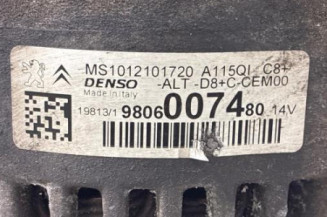 MS1012101720 A115QI C8+
DENSO -ALT -D8+C-CEM00
Made in Italy
19813/1 9806007480 14V